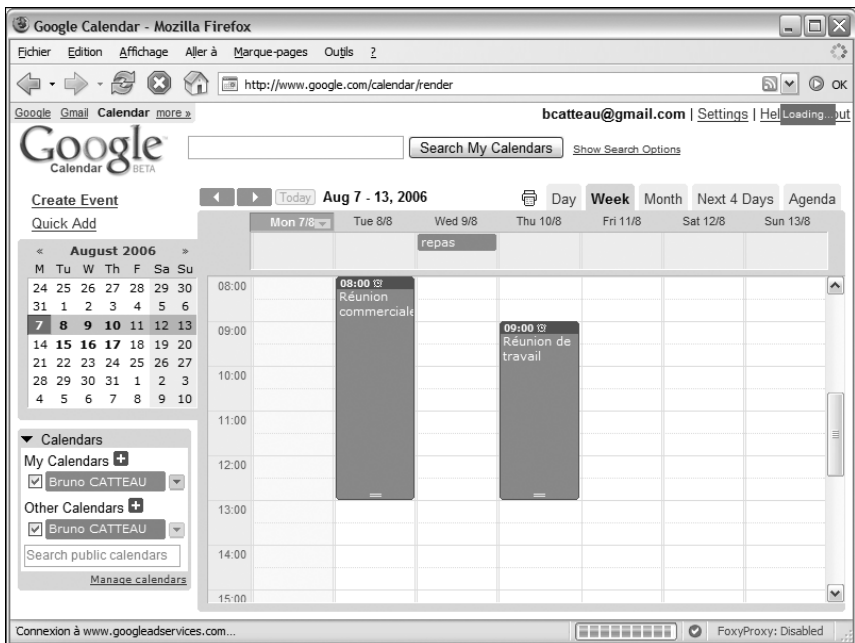 Google Calendar - Mozilla Firefox
Fichier Edition Affichage Aller à Marque-pages Outils ?
http://www.google.com/calendar/render OK
Google Gmail Calendar more » bcatteau@gmail.com | Settings | Hel Loading... out
Google Calendar BETA Search My Calendars Show Search Options
Create Event
Quick Add
Today Aug 7 - 13, 2006 Day Week Month Next 4 Days Agenda
Mon 7/8 Tue 8/8 Wed 9/8 Thu 10/8 Fri 11/8 Sat 12/8 Sun 13/8
repas
« August 2006 »
M Tu W Th F Sa Su
24 25 26 27 28 29 30
31 1 2 3 4 5 6
7 8 9 10 11 12 13
14 15 16 17 18 19 20
21 22 23 24 25 26 27
28 29 30 31 1 2 3
4 5 6 7 8 9 10
Calendars
My Calendars
Bruno CATTEAU
Other Calendars
Bruno CATTEAU
Search public calendars
Manage calendars
08:00
09:00
10:00
11:00
12:00
13:00
14:00
15:00
08:00
Réunion
commerciale
09:00
Réunion de
travail
Connexion à www.googleadservices.com... FoxyProxy: Disabled